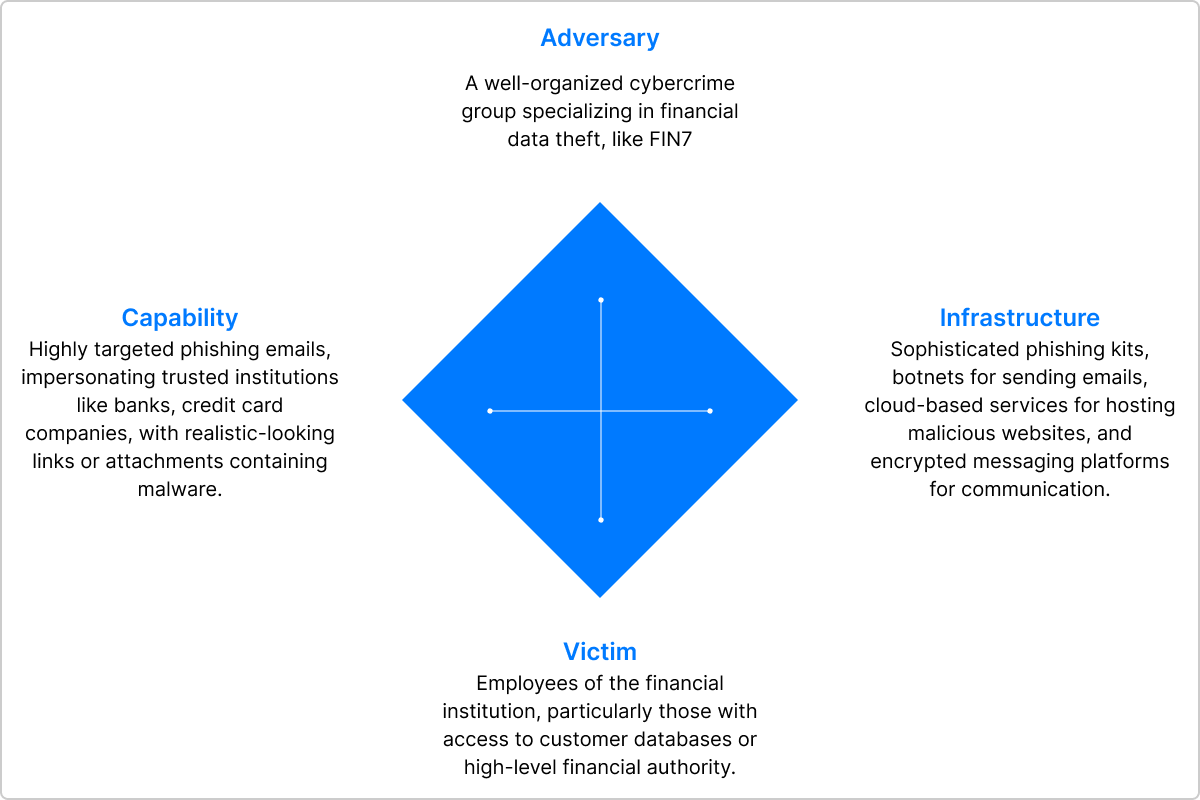 Adversary
A well-organized cybercrime
group specializing in financial
data theft, like FIN7
Capability
Highly targeted phishing emails,
impersonating trusted institutions
like banks, credit card
companies, with realistic-looking
links or attachments containing
malware.
Infrastructure
Sophisticated phishing kits,
botnets for sending emails,
cloud-based services for hosting
malicious websites, and
encrypted messaging platforms
for communication.
Victim
Employees of the financial
institution, particularly those with
access to customer databases or
high-level financial authority.